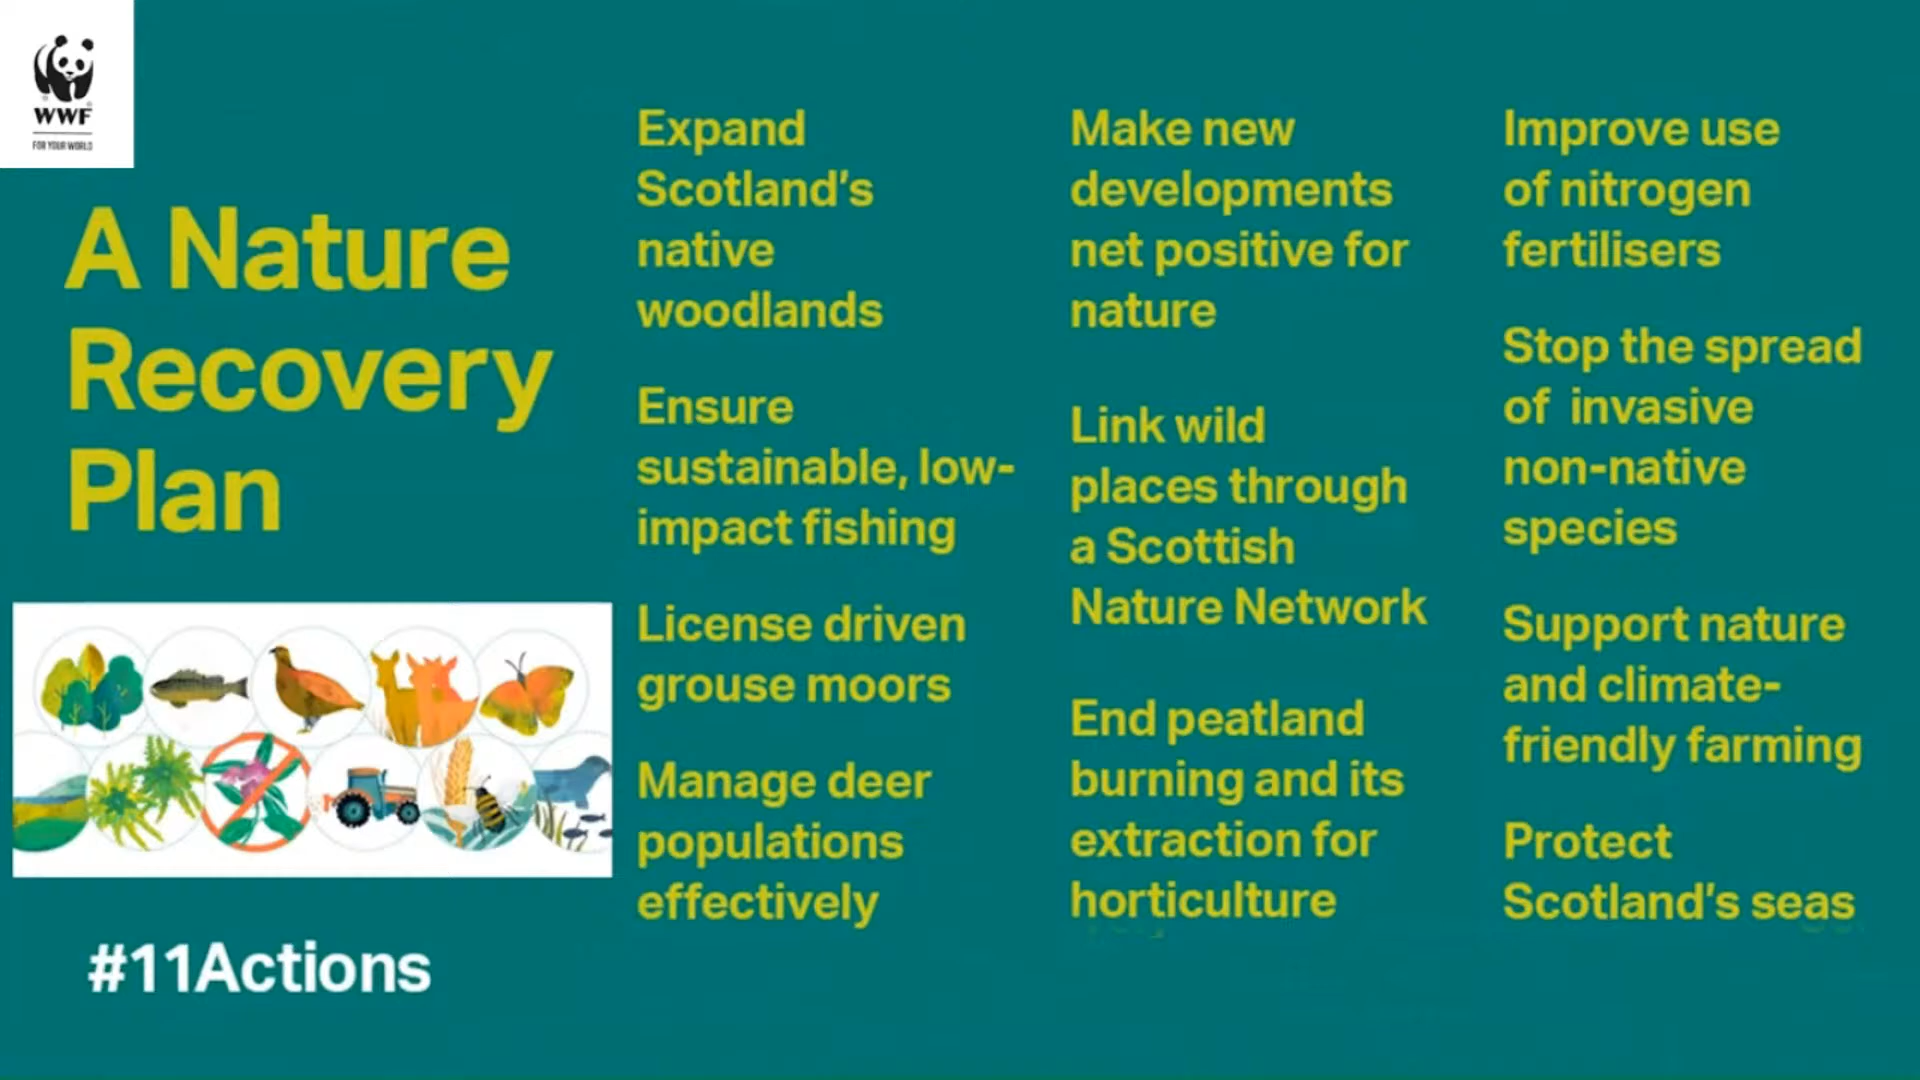 WWF
FOR YOUR WORLD
A Nature
Recovery
Plan
#11Actions
Expand
Scotland's
native
woodlands
Ensure
sustainable, low-
impact fishing
License driven
grouse moors
Manage deer
populations
effectively
Make new
developments
net positive for
nature
Link wild
places through
a Scottish
Nature Network
End peatland
burning and its
extraction for
horticulture
Improve use
of nitrogen
fertilisers
Stop the spread
of  invasive
non-native
species
Support nature
and climate-
friendly farming
Protect
Scotland's seas